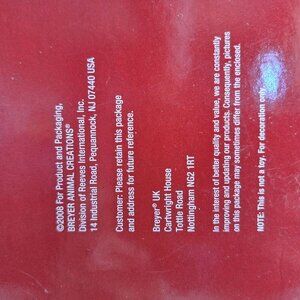 ©2008 For Product and Packaging,
BREYER ANIMAL CREATIONS®
Division of Reeves International, Inc.
14 Industrial Road, Pequannock, NJ 07440 USA
Customer: Please retain this package
and address for future reference.
Breyer® UK
Cartwright House
Tottle Road
Nottingham NG2 1RT
In the interest of better quality and value, we are constantly
improving and updating our products. Consequently, pictures
on this package may sometimes differ from the enclosed.
NOTE: This is not a toy. For decoration only.